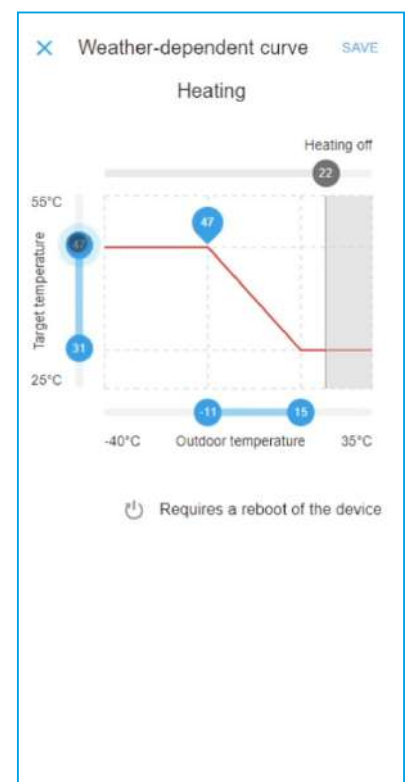 Weather-dependent curve SAVE
Heating
Heating off
22
55°C
47
47
Target temperature
31
25°C
-11 15
-40°C Outdoor temperature 35°C
Requires a reboot of the device